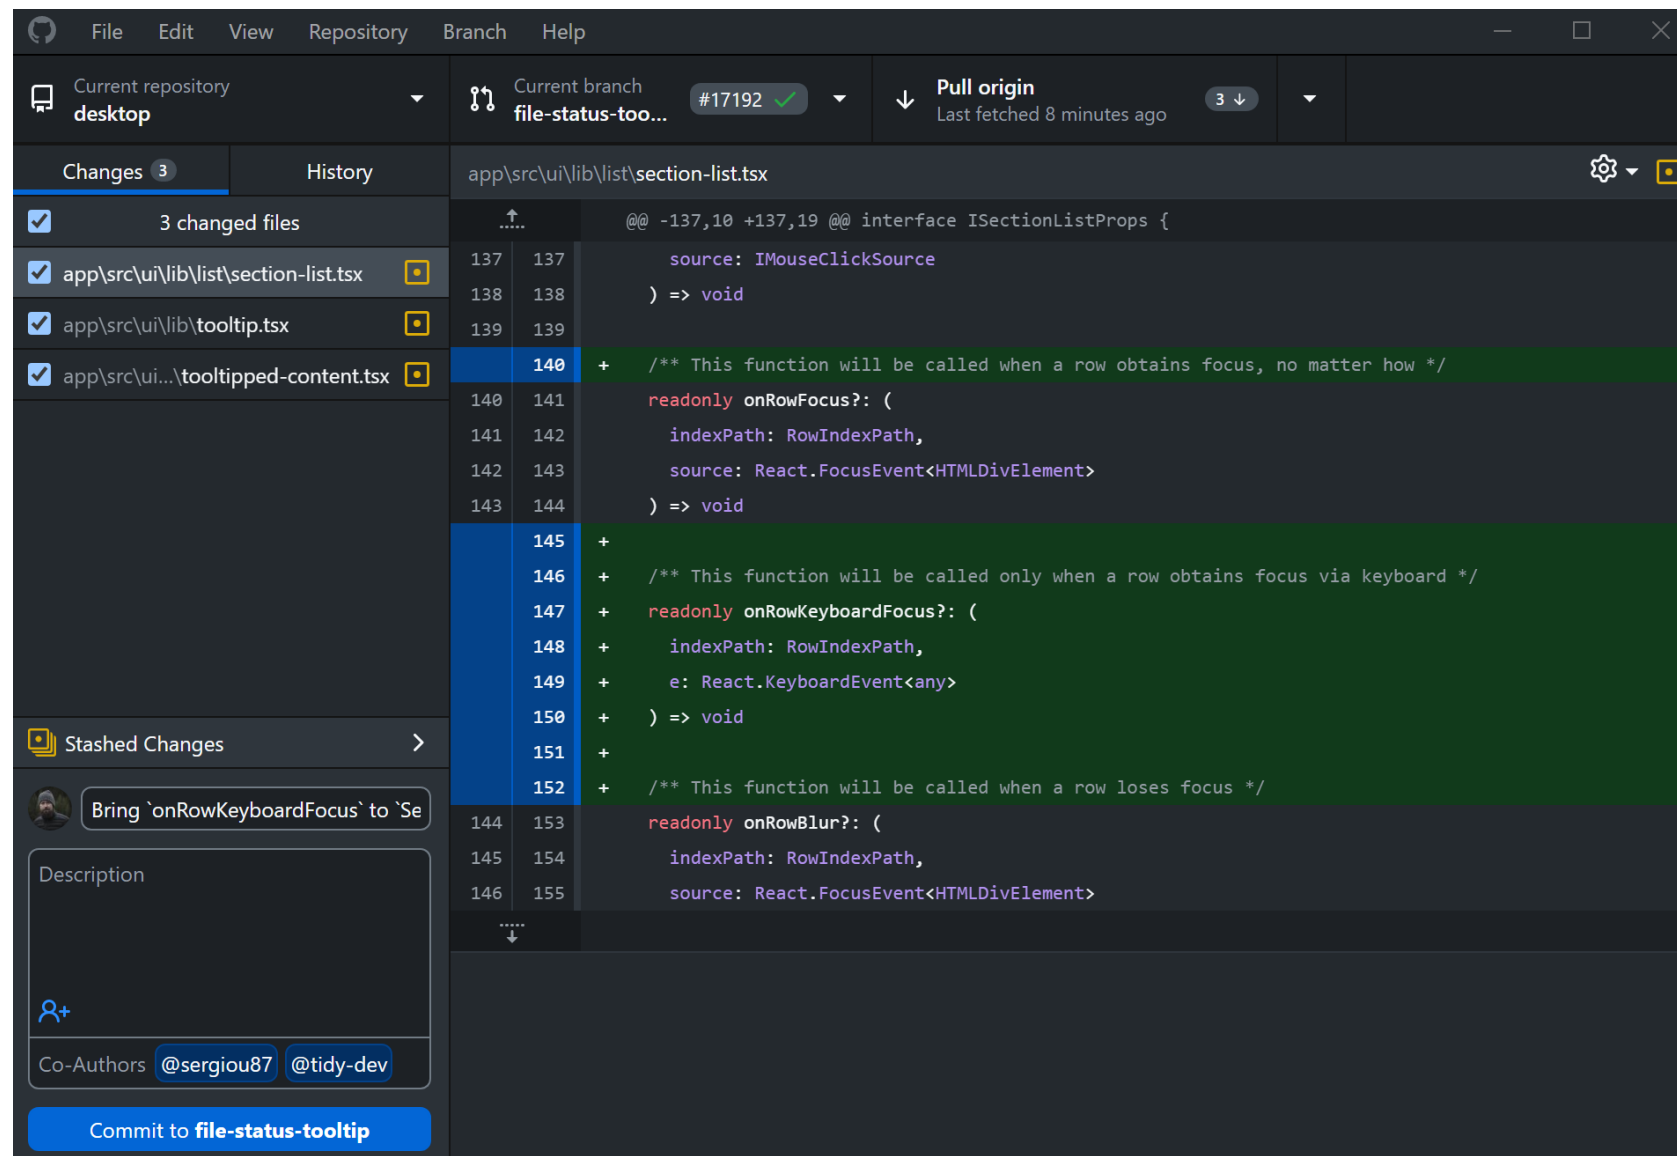 File Edit View Repository Branch Help
Current repository
desktop
Current branch
file-status-too...
#17192
Pull origin
Last fetched 8 minutes ago
3
Changes 3
History
3 changed files
app\src\ui\lib\list\section-list.tsx
app\src\ui\lib\tooltip.tsx
app\src\ui...\tooltipped-content.tsx
Stashed Changes
Bring `onRowKeyboardFocus` to `Se
Description
Co-Authors @sergiou87 @tidy-dev
Commit to file-status-tooltip
app\src\ui\lib\list\section-list.tsx
@@ -137,10 +137,19 @@ interface ISectionListProps {
137 137 source: IMouseClickSource
138 138 ) => void
139 139
140 + /** This function will be called when a row obtains focus, no matter how */
140 141 readonly onRowFocus?: (
141 142 indexPath: RowIndexPath,
142 143 source: React.FocusEvent<HTMLDivElement>
143 144 ) => void
145 +
146 + /** This function will be called only when a row obtains focus via keyboard */
147 + readonly onRowKeyboardFocus?: (
148 + indexPath: RowIndexPath,
149 + e: React.KeyboardEvent<any>
150 + ) => void
151 +
152 + /** This function will be called when a row loses focus */
144 153 readonly onRowBlur?: (
145 154 indexPath: RowIndexPath,
146 155 source: React.FocusEvent<HTMLDivElement>